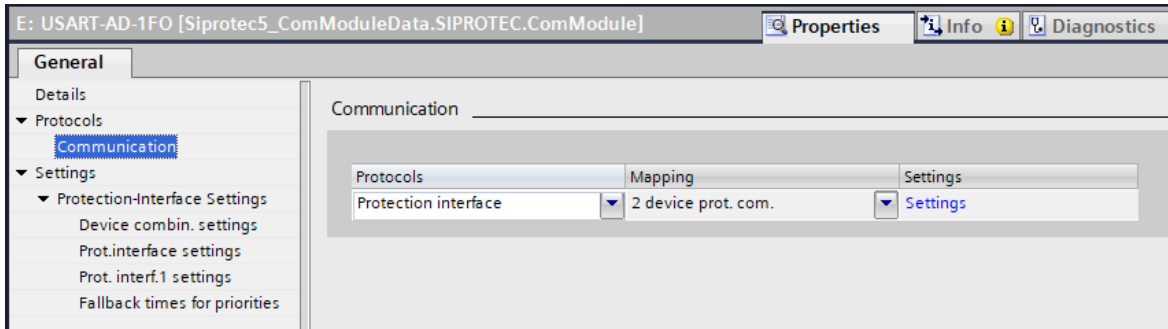 E: USART-AD-1FO [Siprotec5_ComModuleData.SIPROTEC.ComModule] Properties Info Diagnostics
General
Details
Protocols
Communication
Settings
Protection-Interface Settings
Device combin. settings
Prot.interface settings
Prot. interf.1 settings
Fallback times for priorities
Communication
Protocols Mapping Settings
Protection interface 2 device prot. com. Settings